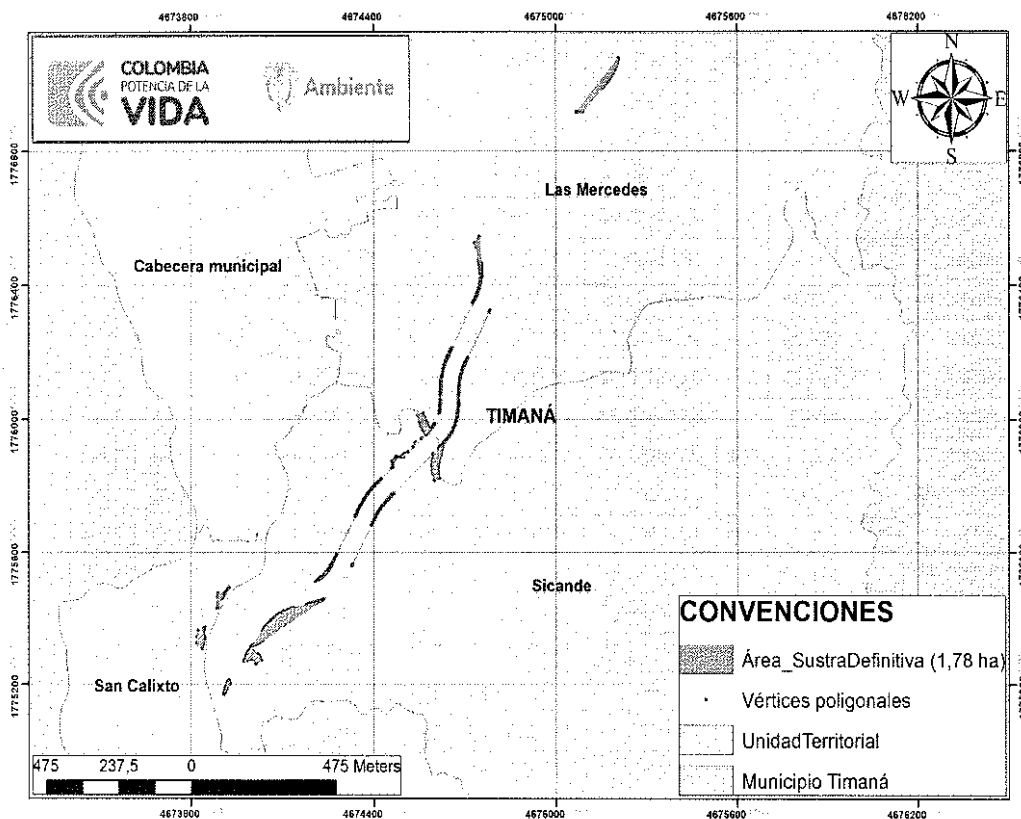 4673800 4674400 4675000 4675600 4676200
COLOMBIA
POTENCIA DE LA
VIDA
Ambiente
N
W E
S
1776800
Las Mercedes
Cabecera municipal
1776400
1776000
TIMANÁ
1775600
Sicande
San Calixto
1775200
CONVENCIONES
Área_SustraDefinitiva (1,78 ha)
Vértices poligonales
UnidadTerritorial
Municipio Timaná
475 237,5 0 475 Meters
4673800 4674400 4675000 4675600 4676200